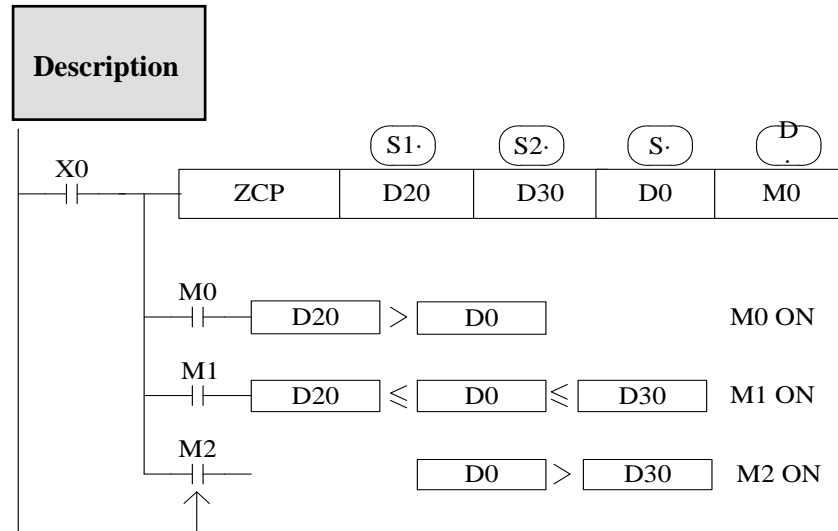 Description
S1· S2· S· D·
X0
ZCP D20 D30 D0 M0
M0
D20 > D0 M0 ON
M1
D20 ≤ D0 ≤ D30 M1 ON
M2
D0 > D30 M2 ON